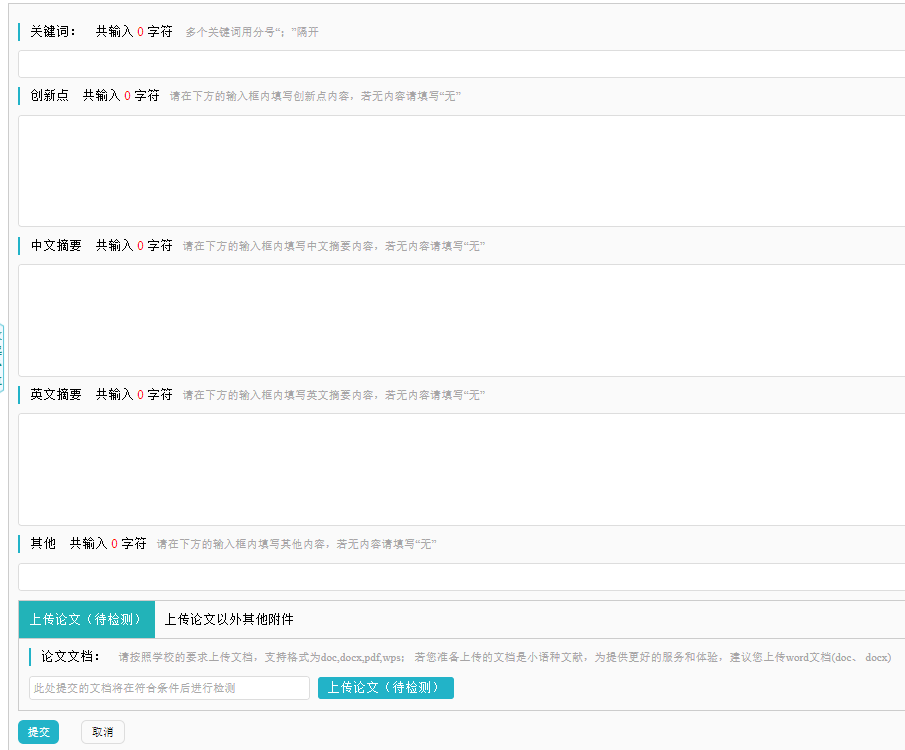 关键词： 共输入 0 字符 多个关键词用分号“；”隔开
创新点 共输入 0 字符 请在下方的输入框内填写创新点内容，若无内容请填写“无”
中文摘要 共输入 0 字符 请在下方的输入框内填写中文摘要内容，若无内容请填写“无”
英文摘要 共输入 0 字符 请在下方的输入框内填写英文摘要内容，若无内容请填写“无”
其他 共输入 0 字符 请在下方的输入框内填写其他内容，若无内容请填写“无”
上传论文（待检测） 上传论文以外其他附件
论文文档： 请按照学校的要求上传文档，支持格式为doc,docx,pdf,wps； 若您准备上传的文档是小语种文献，为提供更好的服务和体验，建议您上传word文档(doc、 docx)
此处提交的文档将在符合条件后进行检测 上传论文（待检测）
提交 取消